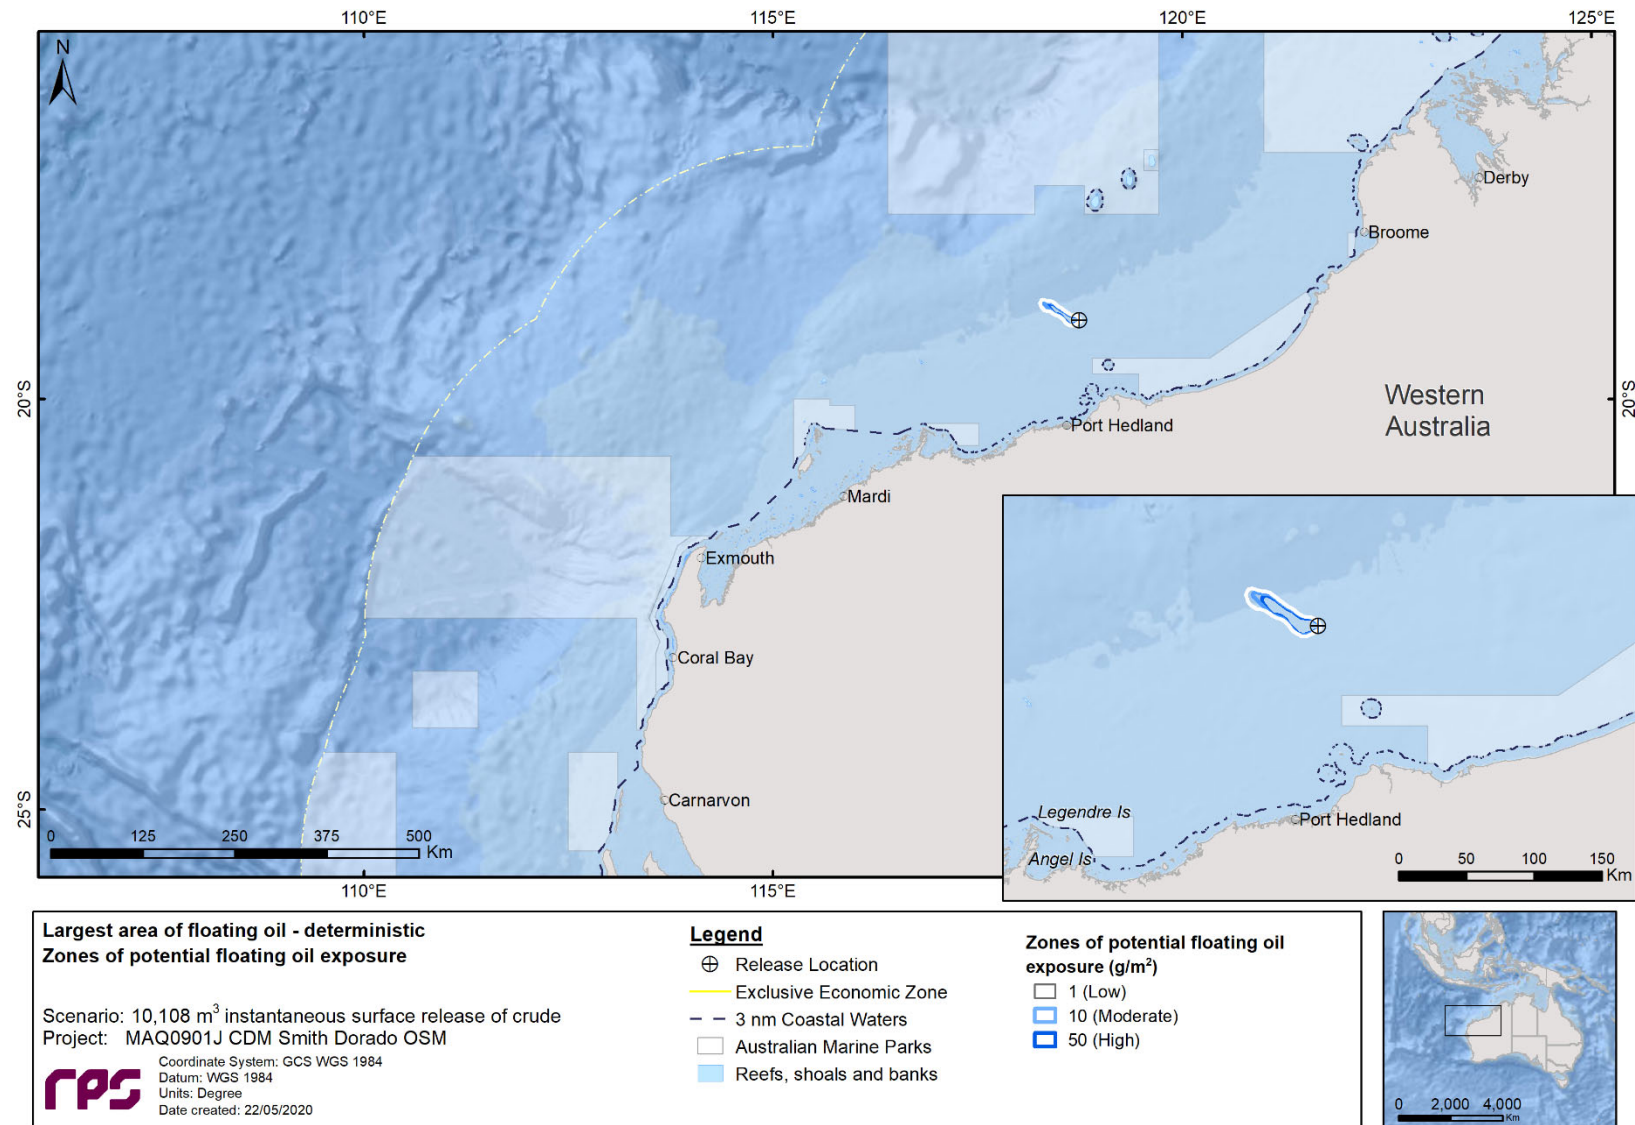 110°E
115°E
120°E
125°E
N
Derby
Broome
20°S
20°S
Western
Australia
Port Hedland
Mardi
Exmouth
Coral Bay
Carnarvon
25°S
0 125 250 375 500
Km
110°E
115°E
Legendre Is
Angel Is
Port Hedland
0 50 100 150
Km
Largest area of floating oil - deterministic
Zones of potential floating oil exposure
Scenario: 10,108 m³ instantaneous surface release of crude
Project: MAQ0901J CDM Smith Dorado OSM
rps
Coordinate System: GCS WGS 1984
Datum: WGS 1984
Units: Degree
Date created: 22/05/2020
Legend
Release Location
Exclusive Economic Zone
3 nm Coastal Waters
Australian Marine Parks
Reefs, shoals and banks
Zones of potential floating oil
exposure (g/m²)
1 (Low)
10 (Moderate)
50 (High)
0 2,000 4,000
Km